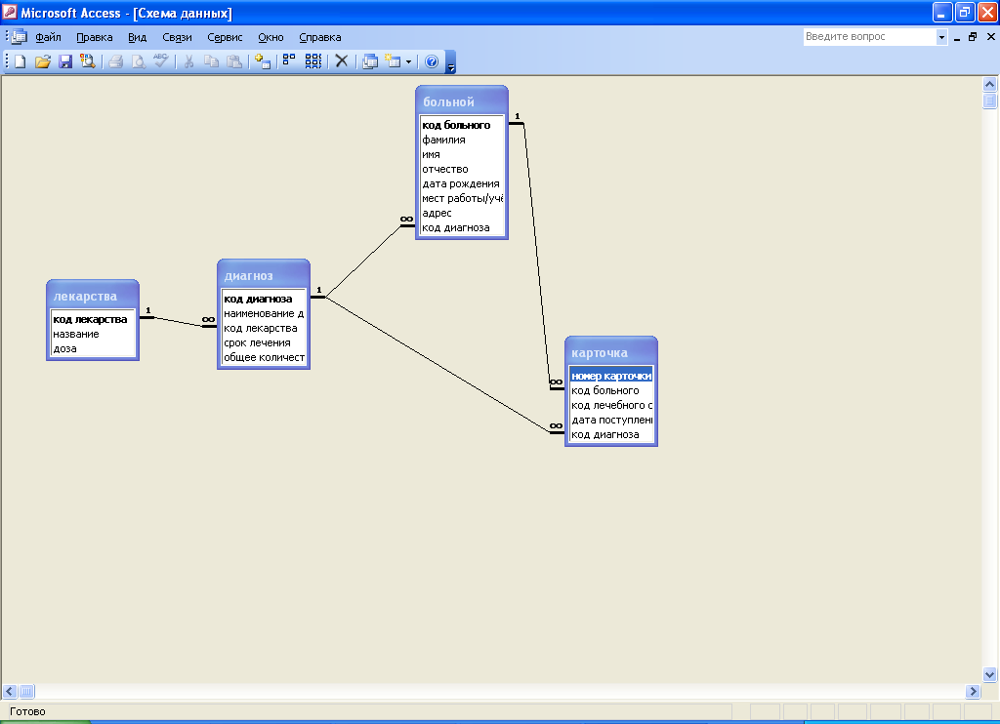 Microsoft Access - [Схема данных]
Файл Правка Вид Связи Сервис Окно Справка
Введите вопрос
больной
код больного
фамилия
имя
отчество
дата рождения
мест работы/учё
адрес
код диагноза
1
∞
диагноз
код диагноза
наименование д
код лекарства
срок лечения
общее количест
1
∞
лекарства
код лекарства
название
доза
1
карточка
номер карточки
код больного
код лечебного с
дата поступлени
код диагноза
∞
∞
Готово